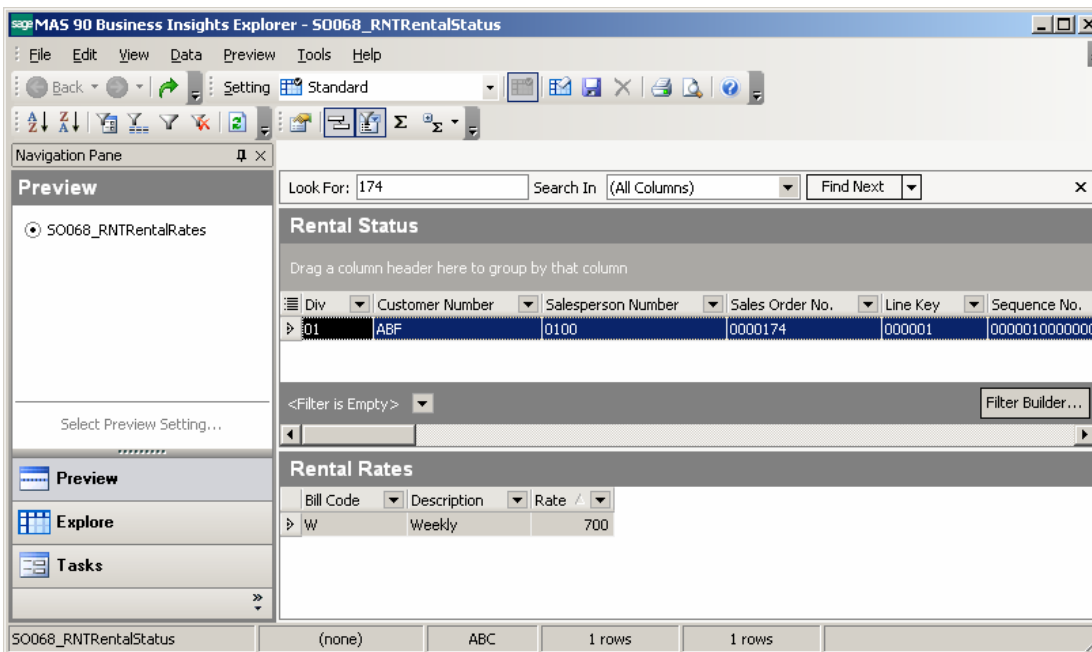 sage MAS 90 Business Insights Explorer - SO068_RNTRentalStatus
File Edit View Data Preview Tools Help
Back Setting Standard
Navigation Pane
Preview
SO068_RNTRentalRates
Select Preview Setting...
Preview
Explore
Tasks
Look For: 174 Search In (All Columns) Find Next
Rental Status
Drag a column header here to group by that column
Div Customer Number Salesperson Number Sales Order No. Line Key Sequence No.
01 ABF 0100 0000174 000001 0000010000000
<Filter is Empty> Filter Builder...
Rental Rates
Bill Code Description Rate
W Weekly 700
SO068_RNTRentalStatus (none) ABC 1 rows 1 rows